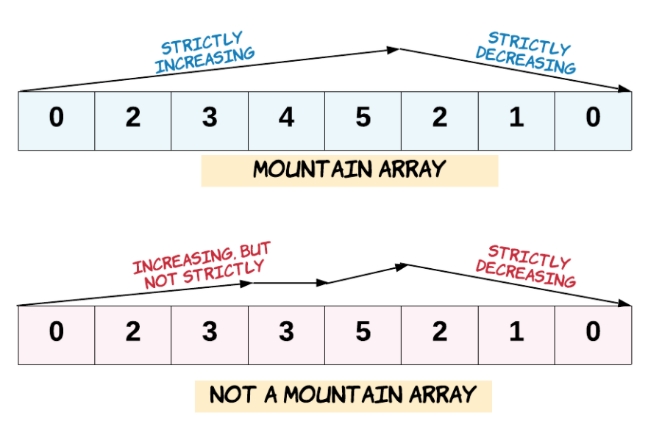 STRICTLY
INCREASING
STRICTLY
DECREASING
0 2 3 4 5 2 1 0
MOUNTAIN ARRAY
INCREASING, BUT
NOT STRICTLY
STRICTLY
DECREASING
0 2 3 3 5 2 1 0
NOT A MOUNTAIN ARRAY